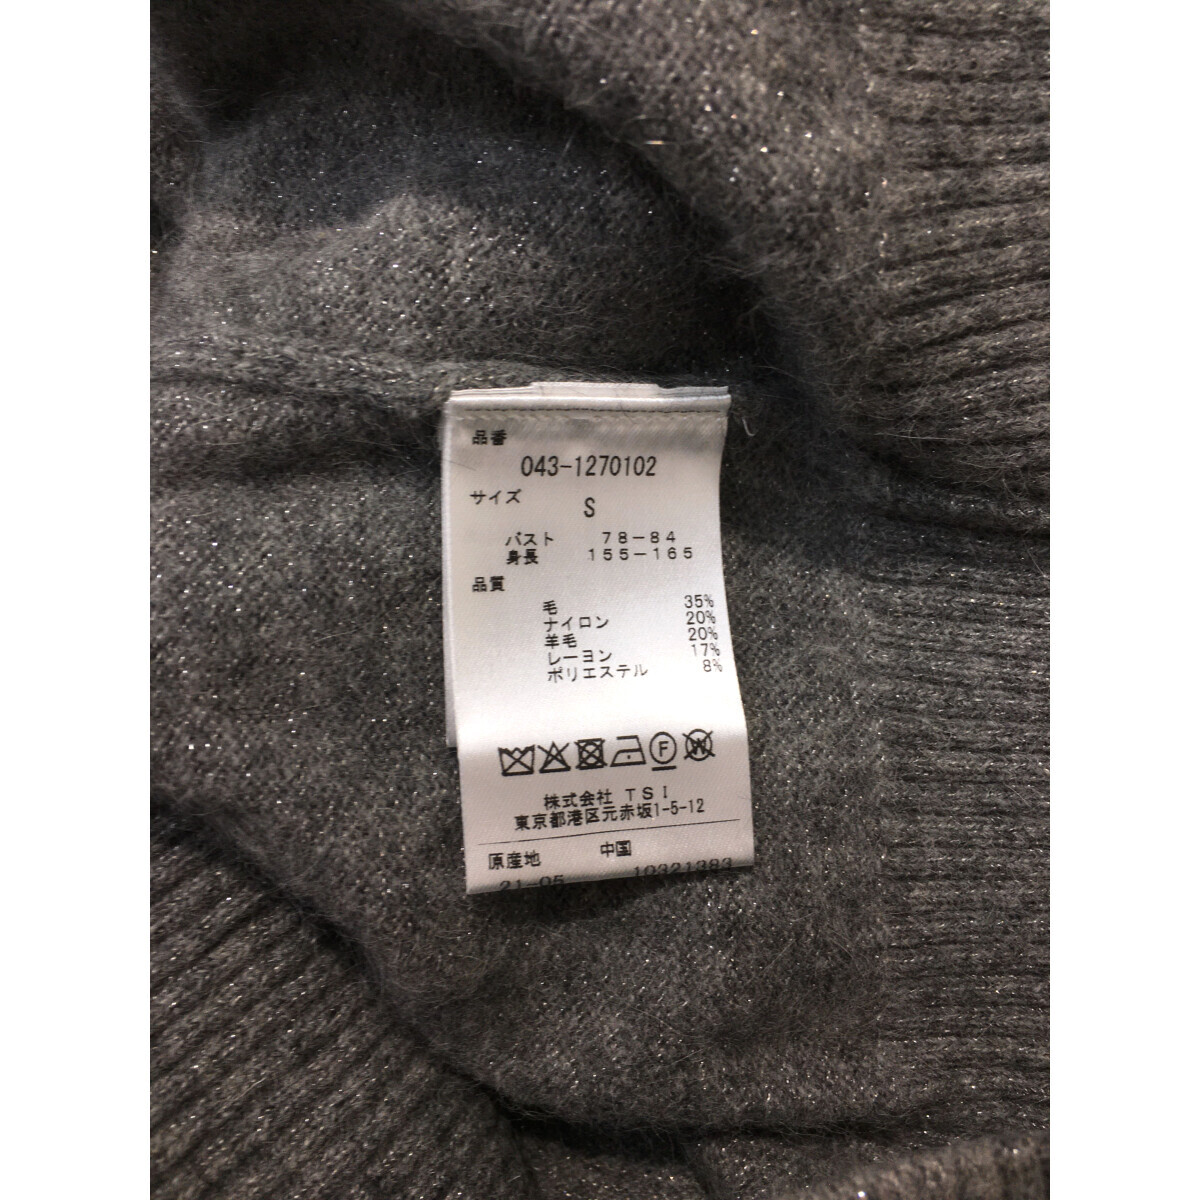 品番
043-1270102
サイズ
S
バスト 78-84
身長 155-165
品質
毛 35%
ナイロン 20%
羊毛 20%
レーヨン 17%
ポリエステル 8%
F W
株式会社 TSI
東京都港区元赤坂1-5-12
原産地 中国
21-05 10321383